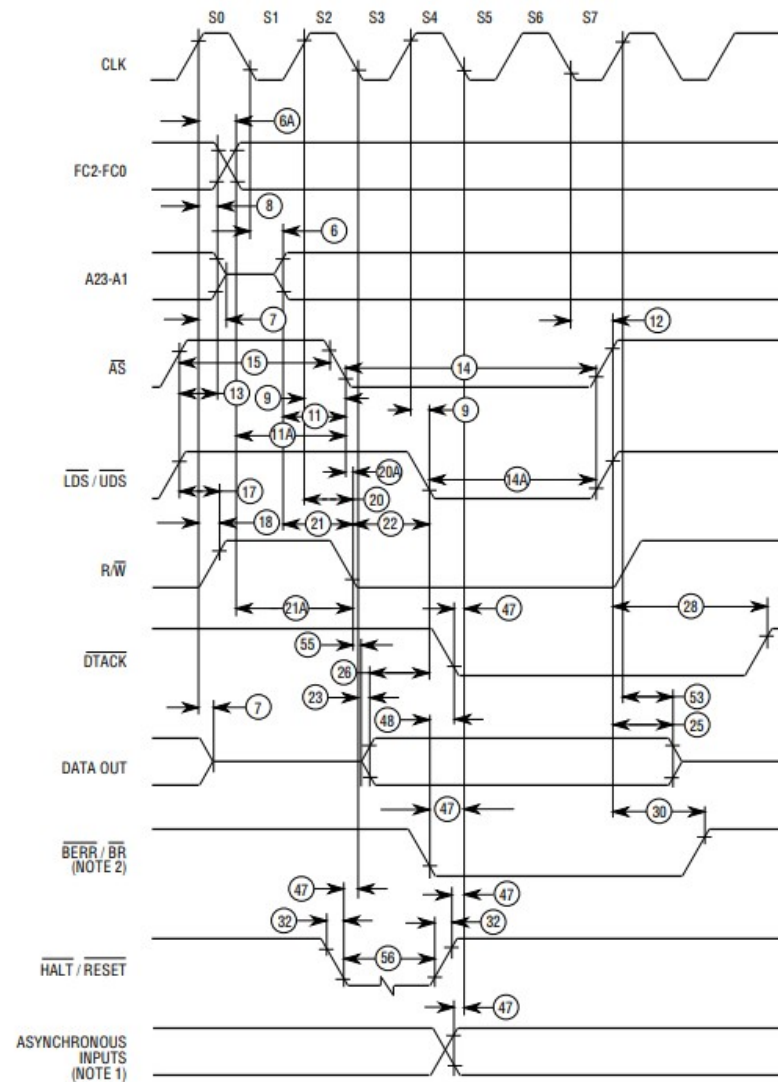 S0 S1 S2 S3 S4 S5 S6 S7
CLK
6A
FC2-FC0
8
6
A23-A1
7
12
AS
15
14
13
9
9
11
11A
LDS / UDS
20A
14A
17
20
18
21
22
R/W
21A
47
28
DTACK
55
26
23
53
7
48
25
DATA OUT
47
30
BERR / BR
(NOTE 2)
47
47
32
32
HALT / RESET
56
47
ASYNCHRONOUS
INPUTS
(NOTE 1)